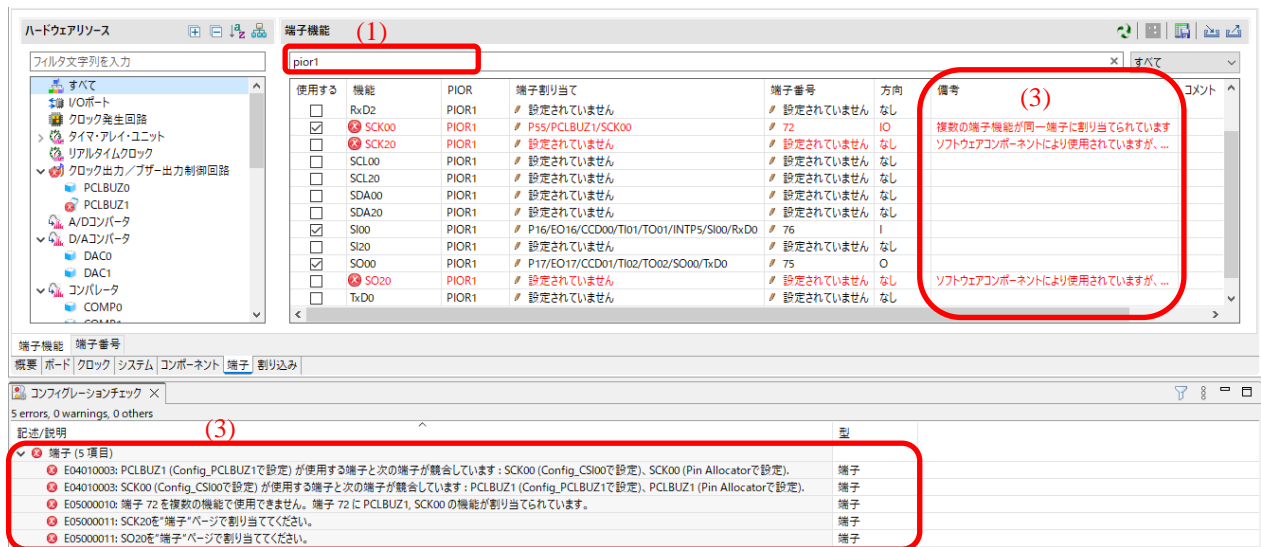 ハードウェアリソース
端子機能
(1)
フィルタ文字列を入力
pior1
すべて
すべて
I/Oポート
クロック発生回路
タイマ・アレイ・ユニット
リアルタイムクロック
クロック出力/ブザー出力制御回路
PCLBUZ0
PCLBUZ1
A/Dコンバータ
D/Aコンバータ
DAC0
DAC1
コンパレータ
COMP0
使用する 機能 PIOR 端子割り当て 端子番号 方向 備考 コメント
(3)
RxD2 PIOR1 設定されていません 設定されていません なし
SCK00 PIOR1 P55/PCLBUZ1/SCK00 72 IO 複数の端子機能が同一端子に割り当てられています
SCK20 PIOR1 設定されていません 設定されていません なし ソフトウェアコンポーネントにより使用されていますが、...
SCL00 PIOR1 設定されていません 設定されていません なし
SCL20 PIOR1 設定されていません 設定されていません なし
SDA00 PIOR1 設定されていません 設定されていません なし
SDA20 PIOR1 設定されていません 設定されていません なし
SI00 PIOR1 P16/EO16/CCD00/TI01/TO01/INTP5/SI00/RxD0 76 I
SI20 PIOR1 設定されていません 設定されていません なし
SO00 PIOR1 P17/EO17/CCD01/TI02/TO02/SO00/TxD0 75 O
SO20 PIOR1 設定されていません 設定されていません なし ソフトウェアコンポーネントにより使用されていますが、...
TxD0 PIOR1 設定されていません 設定されていません なし
端子機能 端子番号
概要 ボード クロック システム コンポーネント 端子 割り込み
コンフィグレーションチェック
5 errors, 0 warnings, 0 others
記述/説明 型
(3)
端子 (5 項目)
E04010003: PCLBUZ1 (Config_PCLBUZ1で設定) が使用する端子と次の端子が競合しています : SCK00 (Config_CSI00で設定)、SCK00 (Pin Allocatorで設定). 端子
E04010003: SCK00 (Config_CSI00で設定) が使用する端子と次の端子が競合しています : PCLBUZ1 (Config_PCLBUZ1で設定)、PCLBUZ1 (Pin Allocatorで設定). 端子
E05000010: 端子 72 を複数の機能で使用できません。端子 72 に PCLBUZ1, SCK00 の機能が割り当てられています。 端子
E05000011: SCK20を"端子"ページで割り当ててください。 端子
E05000011: SO20を"端子"ページで割り当ててください。 端子